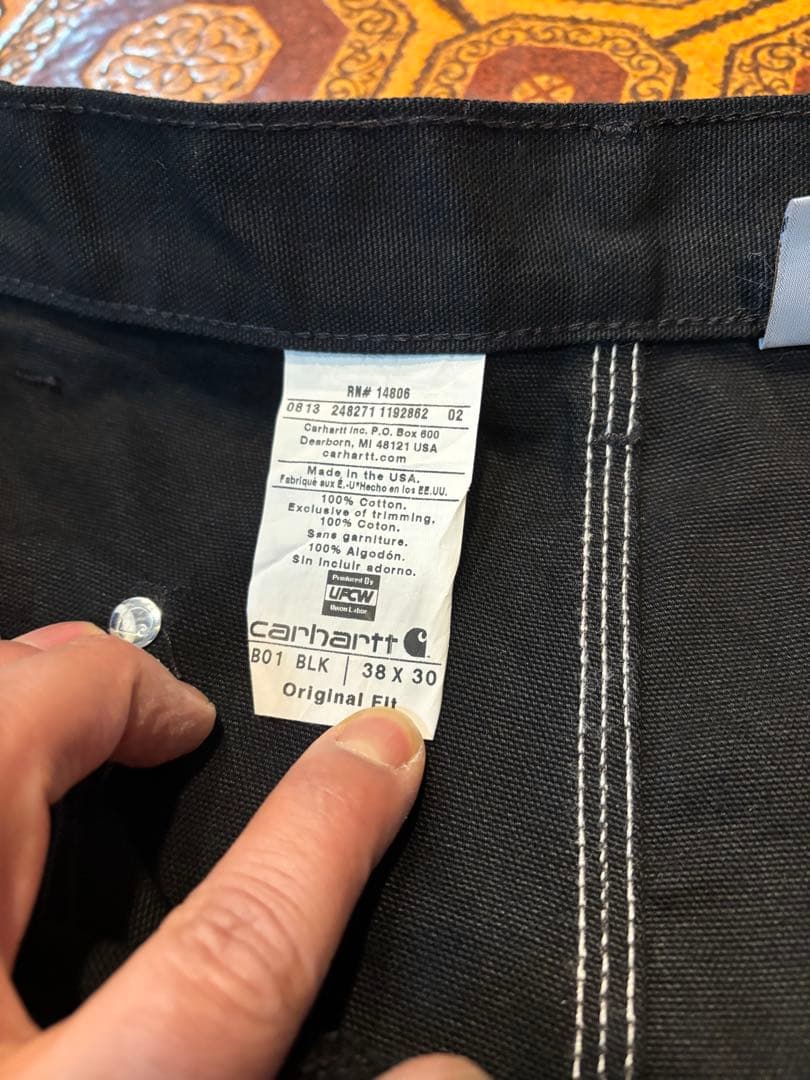 RN# 14806
0813 248271 1192862 02
Carhartt Inc. P.O. Box 600
Dearborn, MI 48121 USA
carhartt.com
Made in the USA.
Fabriqué aux É.-U*Hecho en los EE.UU.
100% Cotton.
Exclusive of trimming.
100% Coton.
Sans garniture.
100% Algodón.
Sin incluir adorno.
Produced By
UFCW
Union Labor
carhartt
B01 BLK | 38 X 30
Original Fit